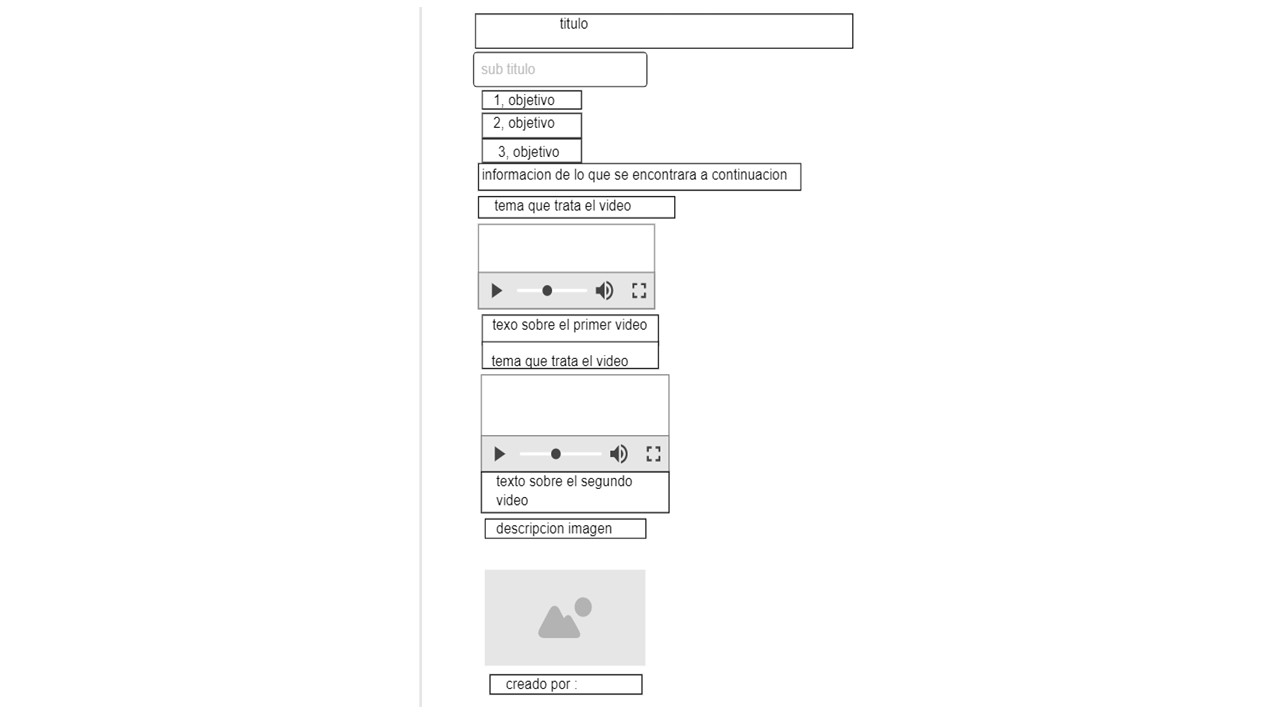 titulo
sub titulo
1, objetivo
2, objetivo
3, objetivo
informacion de lo que se encontrara a continuacion
tema que trata el video
texo sobre el primer video
tema que trata el video
texto sobre el segundo
video
descripcion imagen
creado por :